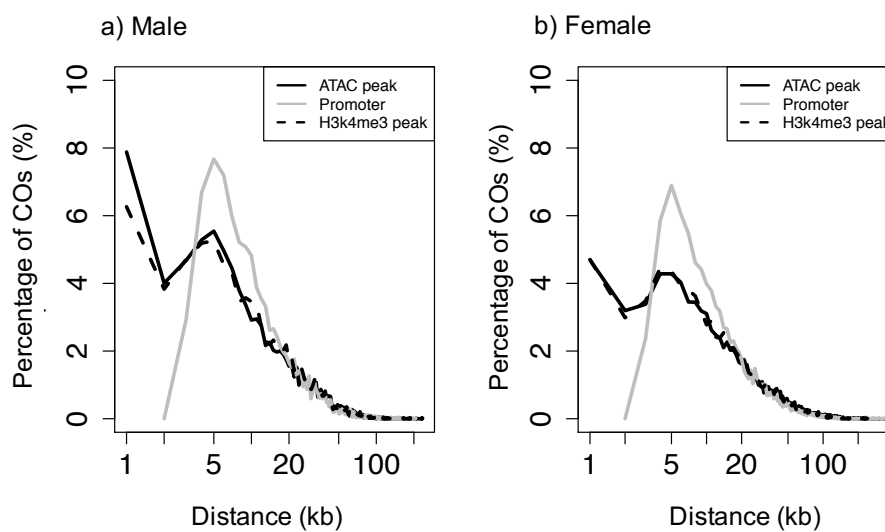 a) Male
Percentage of COs (%)
10
8
6
4
2
0
ATAC peak
Promoter
H3k4me3 peak
1 5 20 100
Distance (kb)
b) Female
Percentage of COs (%)
10
8
6
4
2
0
ATAC peak
Promoter
H3k4me3 peak
1 5 20 100
Distance (kb)